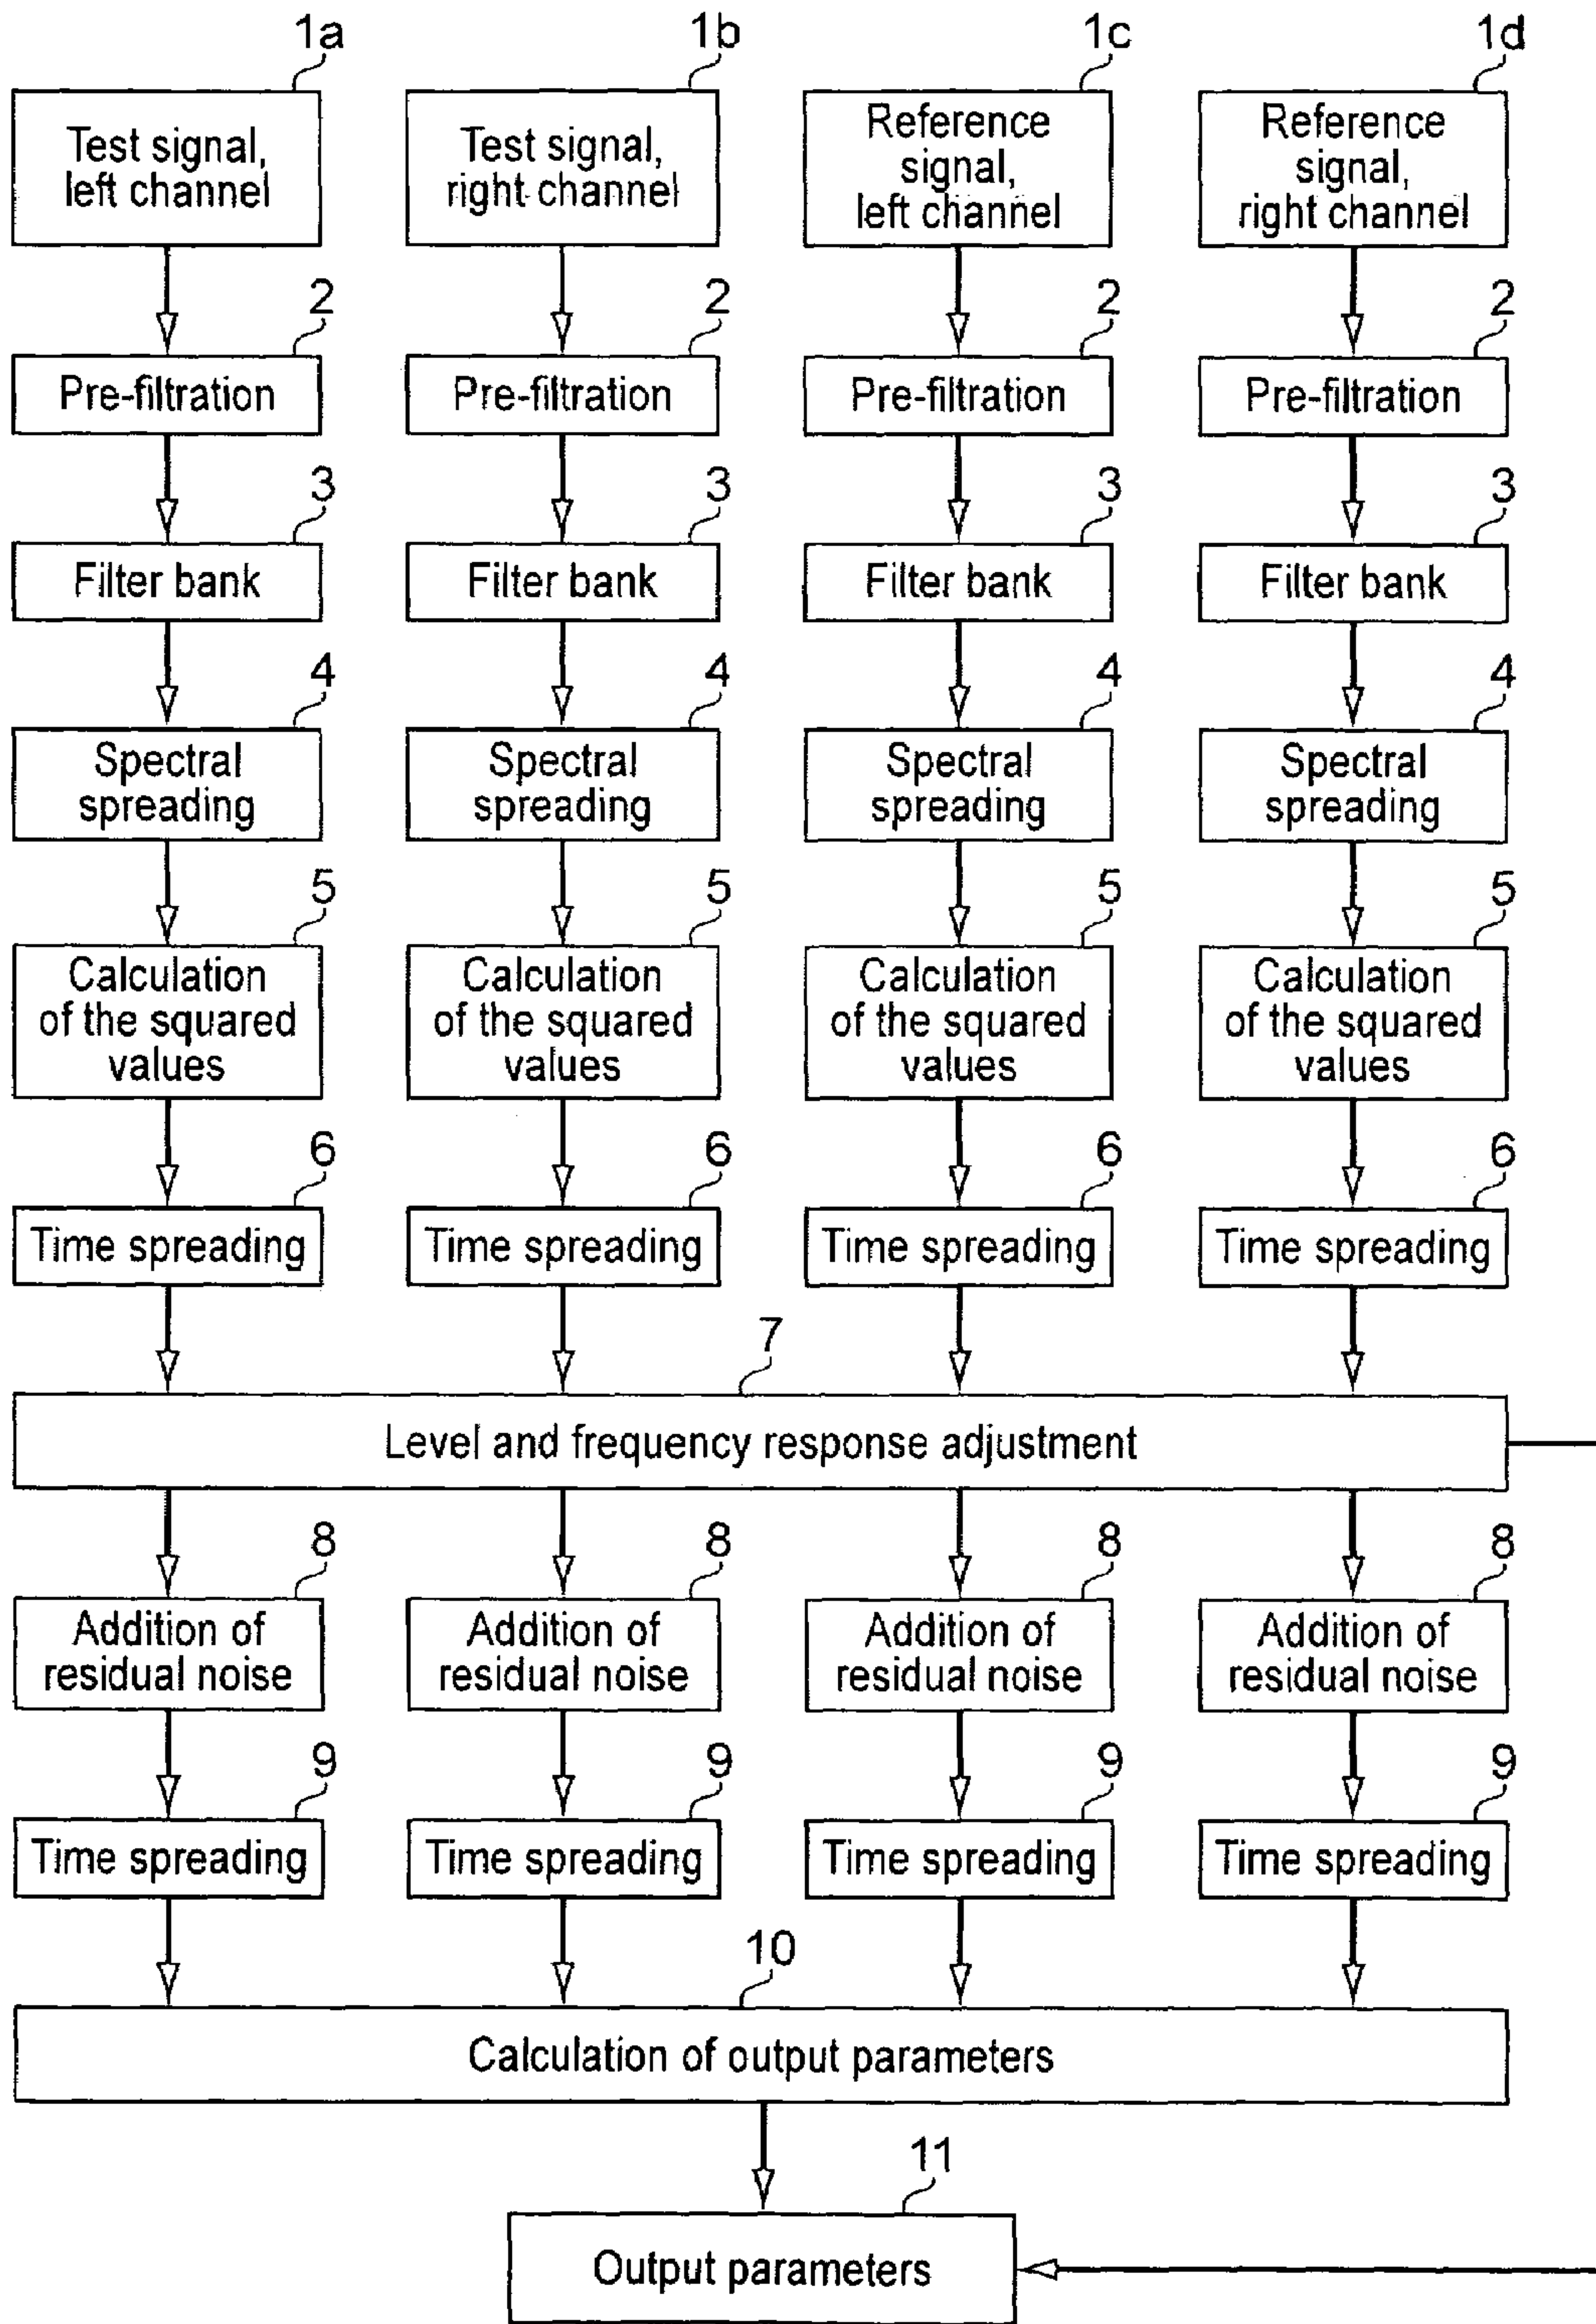 1a
1b
1c
1d
Test signal,
left channel
Test signal,
right channel
Reference
signal,
left channel
Reference
signal,
right channel
2
2
2
2
Pre-filtration
Pre-filtration
Pre-filtration
Pre-filtration
3
3
3
3
Filter bank
Filter bank
Filter bank
Filter bank
4
4
4
4
Spectral
spreading
Spectral
spreading
Spectral
spreading
Spectral
spreading
5
5
5
5
Calculation
of the squared
values
Calculation
of the squared
values
Calculation
of the squared
values
Calculation
of the squared
values
6
6
6
6
Time spreading
Time spreading
Time spreading
Time spreading
7
Level and frequency response adjustment
8
8
8
8
Addition of
residual noise
Addition of
residual noise
Addition of
residual noise
Addition of
residual noise
9
9
9
9
Time spreading
Time spreading
Time spreading
Time spreading
10
Calculation of output parameters
11
Output parameters